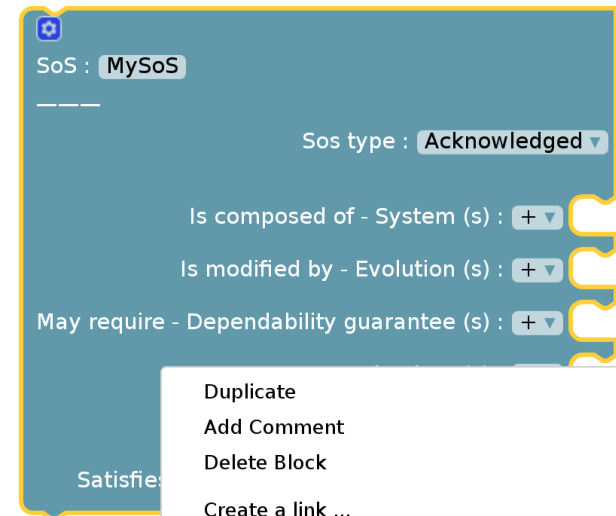 SoS : MySoS
———
Sos type : Acknowledged ▼
Is composed of - System (s) : + ▼
Is modified by - Evolution (s) : + ▼
May require - Dependability guarantee (s) : + ▼
Duplicate
Add Comment
Delete Block
Satisfies
Create a link ...